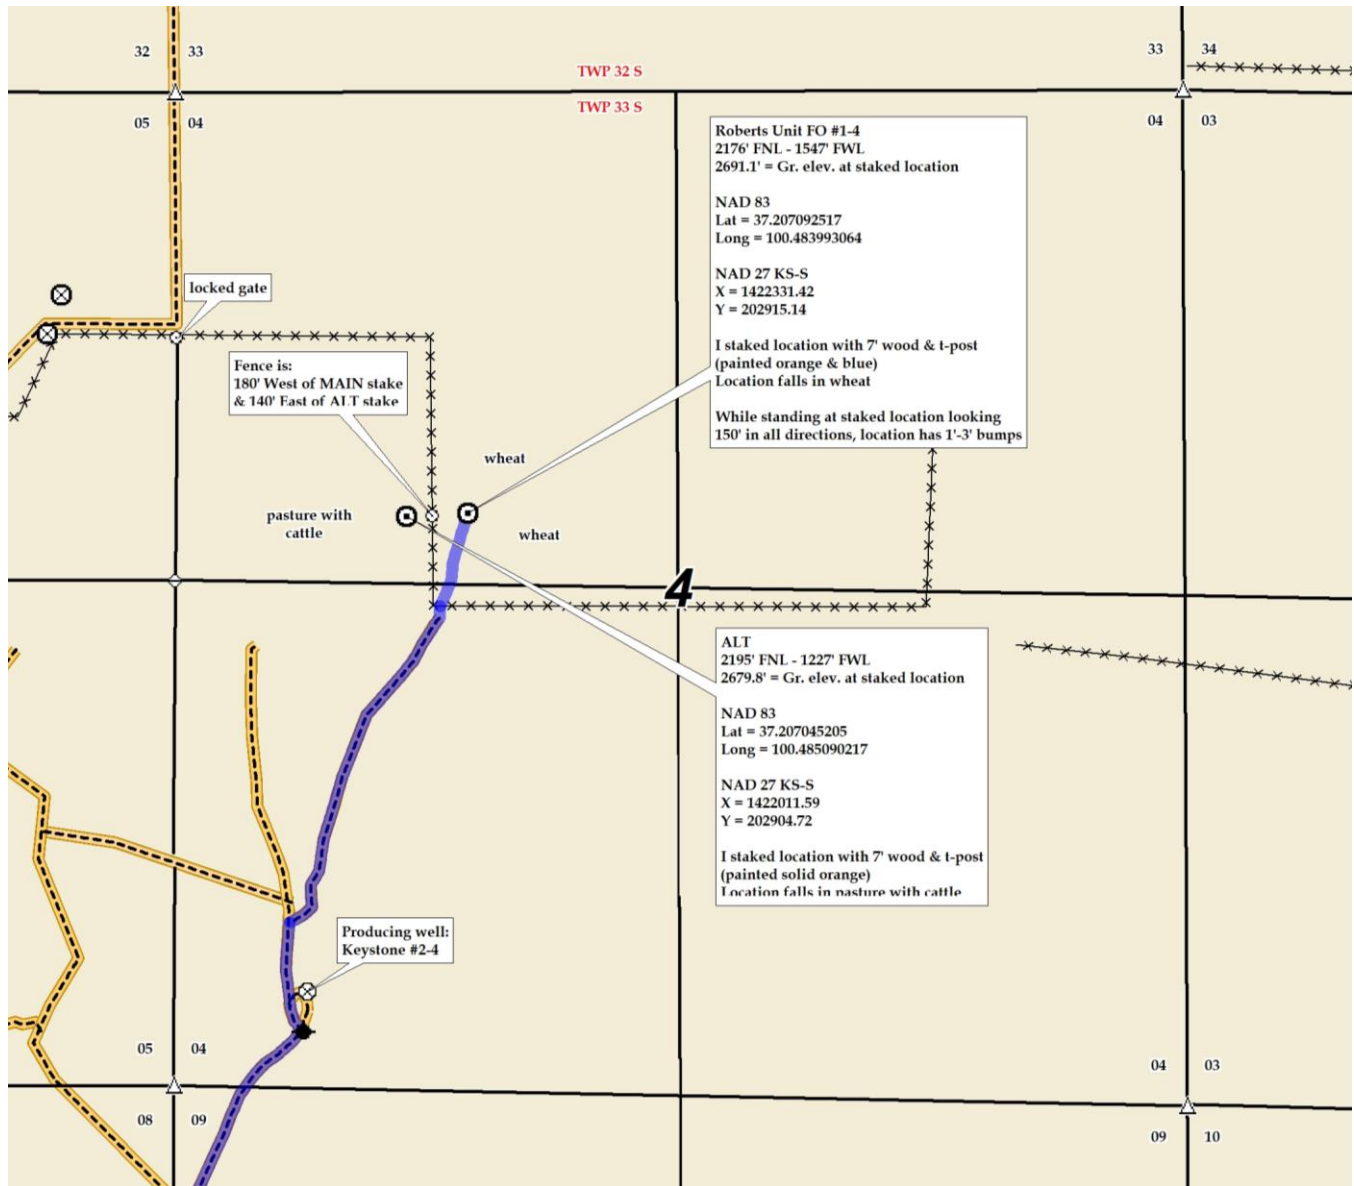 32 33
33 34
TWP 32 S
TWP 33 S
05 04
04 03
Roberts Unit FO #1-4
2176' FNL - 1547' FWL
2691.1' = Gr. elev. at staked location
NAD 83
Lat = 37.207092517
Long = 100.483993064
NAD 27 KS-S
X = 1422331.42
Y = 202915.14
I staked location with 7' wood & t-post
(painted orange & blue)
Location falls in wheat
While standing at staked location looking
150' in all directions, location has 1'-3' bumps
locked gate
Fence is:
180' West of MAIN stake
& 140' East of ALT stake
wheat
pasture with
cattle
wheat
4
ALT
2195' FNL - 1227' FWL
2679.8' = Gr. elev. at staked location
NAD 83
Lat = 37.207045205
Long = 100.485090217
NAD 27 KS-S
X = 1422011.59
Y = 202904.72
I staked location with 7' wood & t-post
(painted solid orange)
Location falls in pasture with cattle
Producing well:
Keystone #2-4
05 04
04 03
08 09
09 10